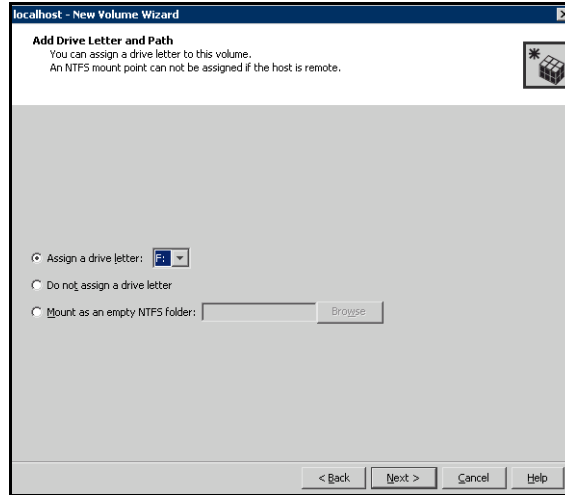 localhost - New Volume Wizard
Add Drive Letter and Path
You can assign a drive letter to this volume.
An NTFS mount point can not be assigned if the host is remote.
Assign a drive letter: F:
Do not assign a drive letter
Mount as an empty NTFS folder: Browse
< Back Next > Cancel Help